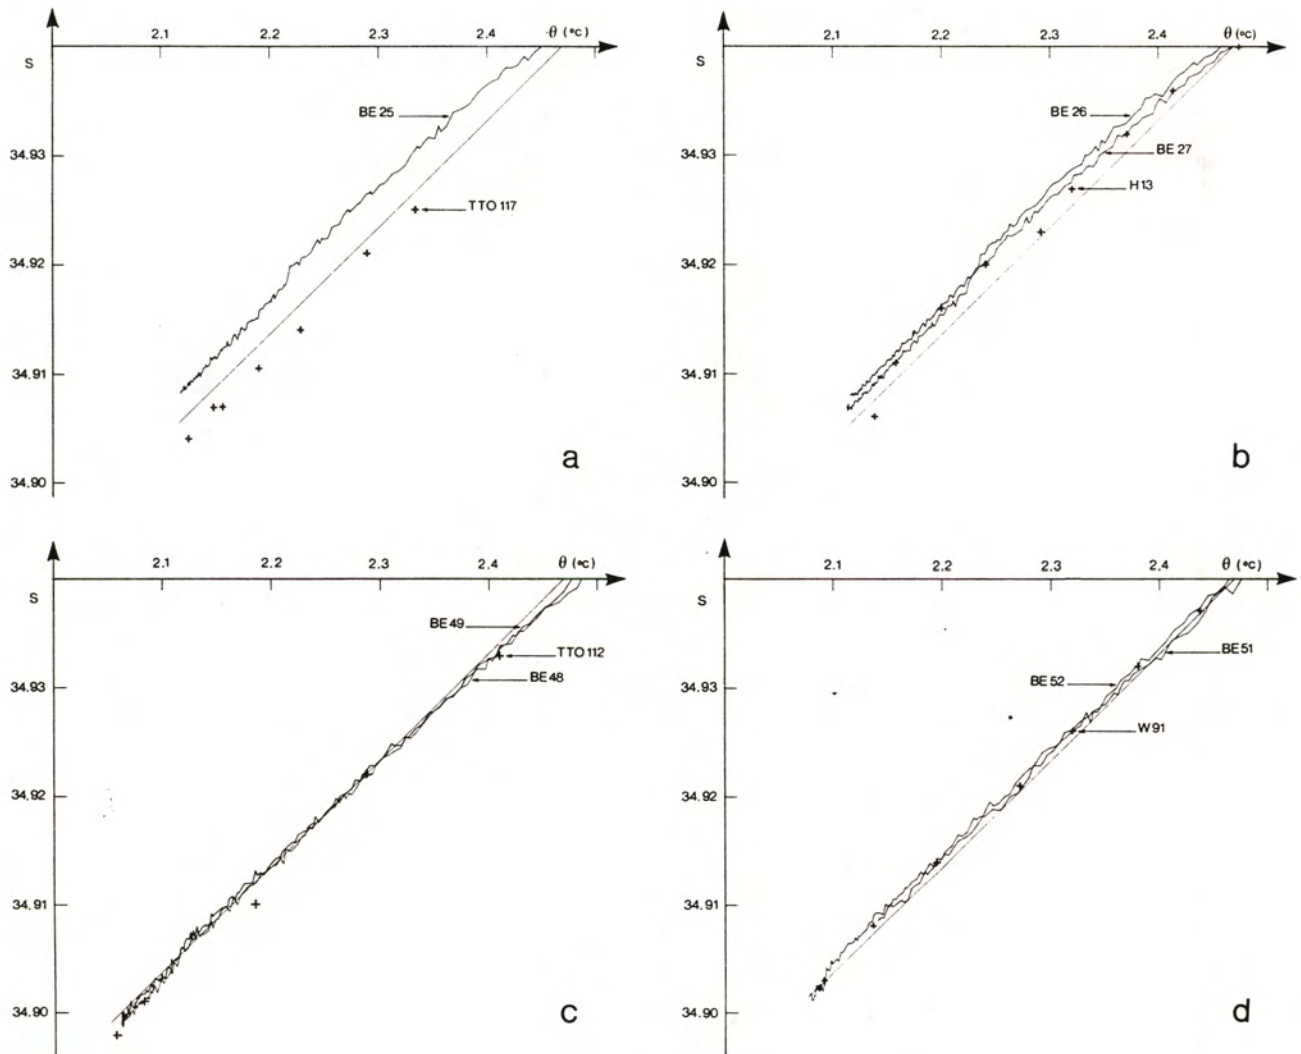 2.1 2.2 2.3 2.4 θ (°C)
S
BE 25
34.93
TTO 117
34.92
34.91
34.90
a
2.1 2.2 2.3 2.4 θ (°C)
S
BE 26
34.93
BE 27
H 13
34.92
34.91
34.90
b
2.1 2.2 2.3 2.4 θ (°C)
S
BE 49
TTO 112
34.93
BE 48
34.92
34.91
34.90
c
2.1 2.2 2.3 2.4 θ (°C)
S
BE 51
34.93
BE 52
W 91
34.92
34.91
34.90
d